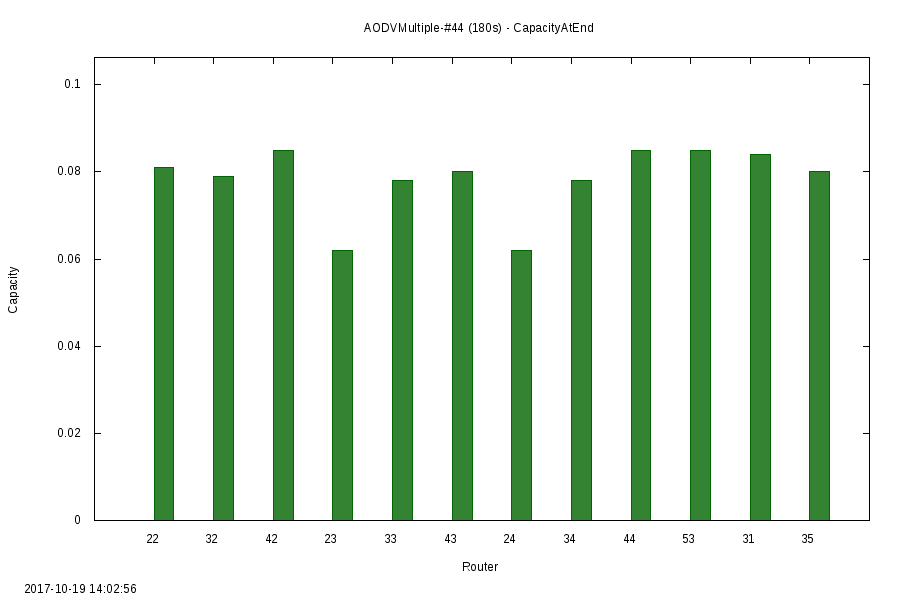 AODVMultiple-#44 (180s) - CapacityAtEnd
0.1
0.08
0.06
0.04
0.02
0
Capacity
22 32 42 23 33 43 24 34 44 53 31 35
Router
2017-10-19 14:02:56